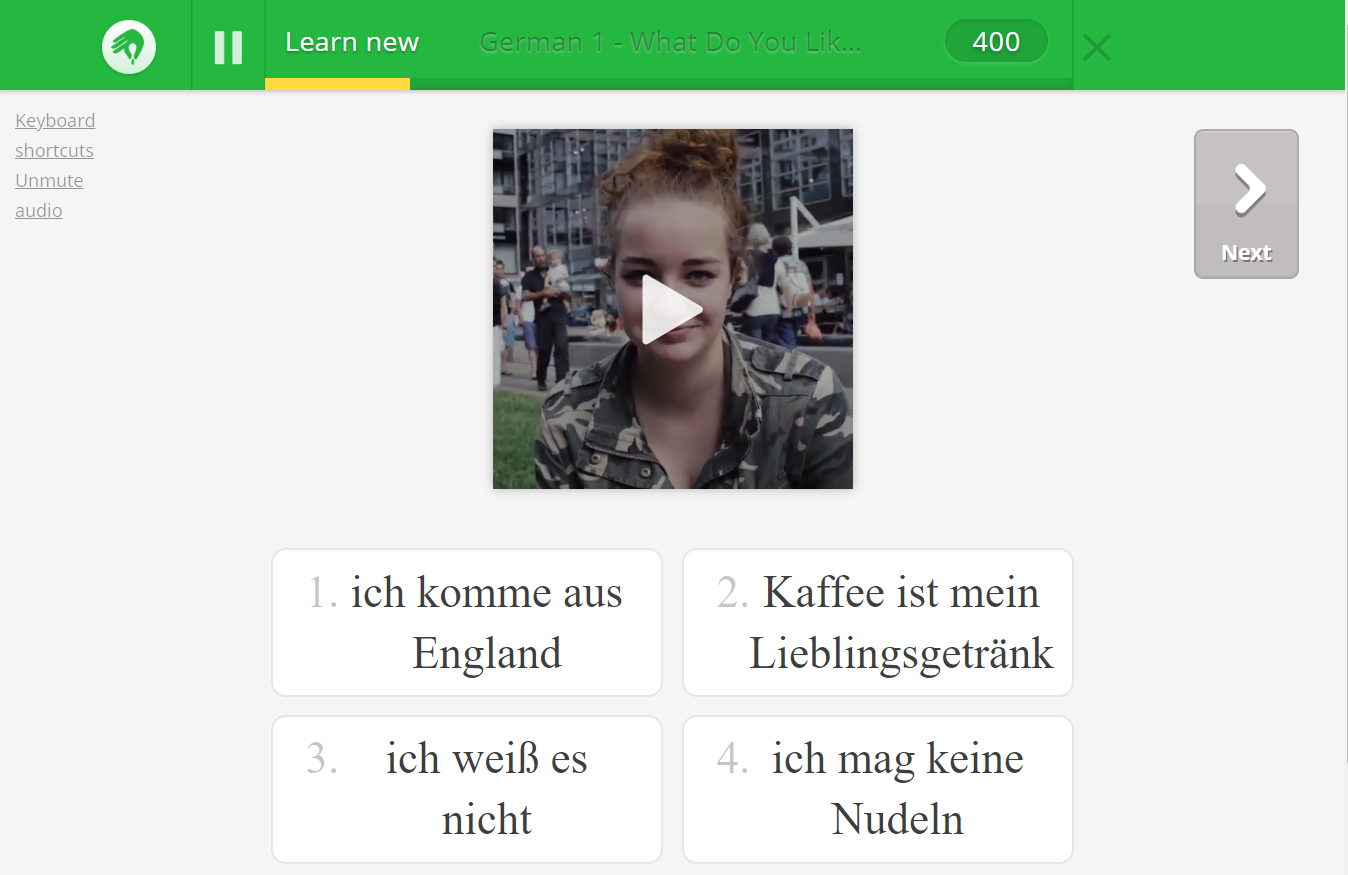 Learn new
German 1 - What Do You Lik...
400
Keyboard
shortcuts
Unmute
audio
Next
1. ich komme aus
England
2. Kaffee ist mein
Lieblingsgetränk
3. ich weiß es
nicht
4. ich mag keine
Nudeln